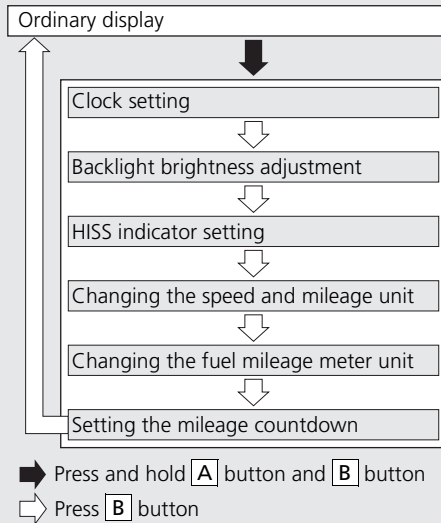 Ordinary display
Clock setting
Backlight brightness adjustment
HISS indicator setting
Changing the speed and mileage unit
Changing the fuel mileage meter unit
Setting the mileage countdown
Press and hold A button and B button
Press B button